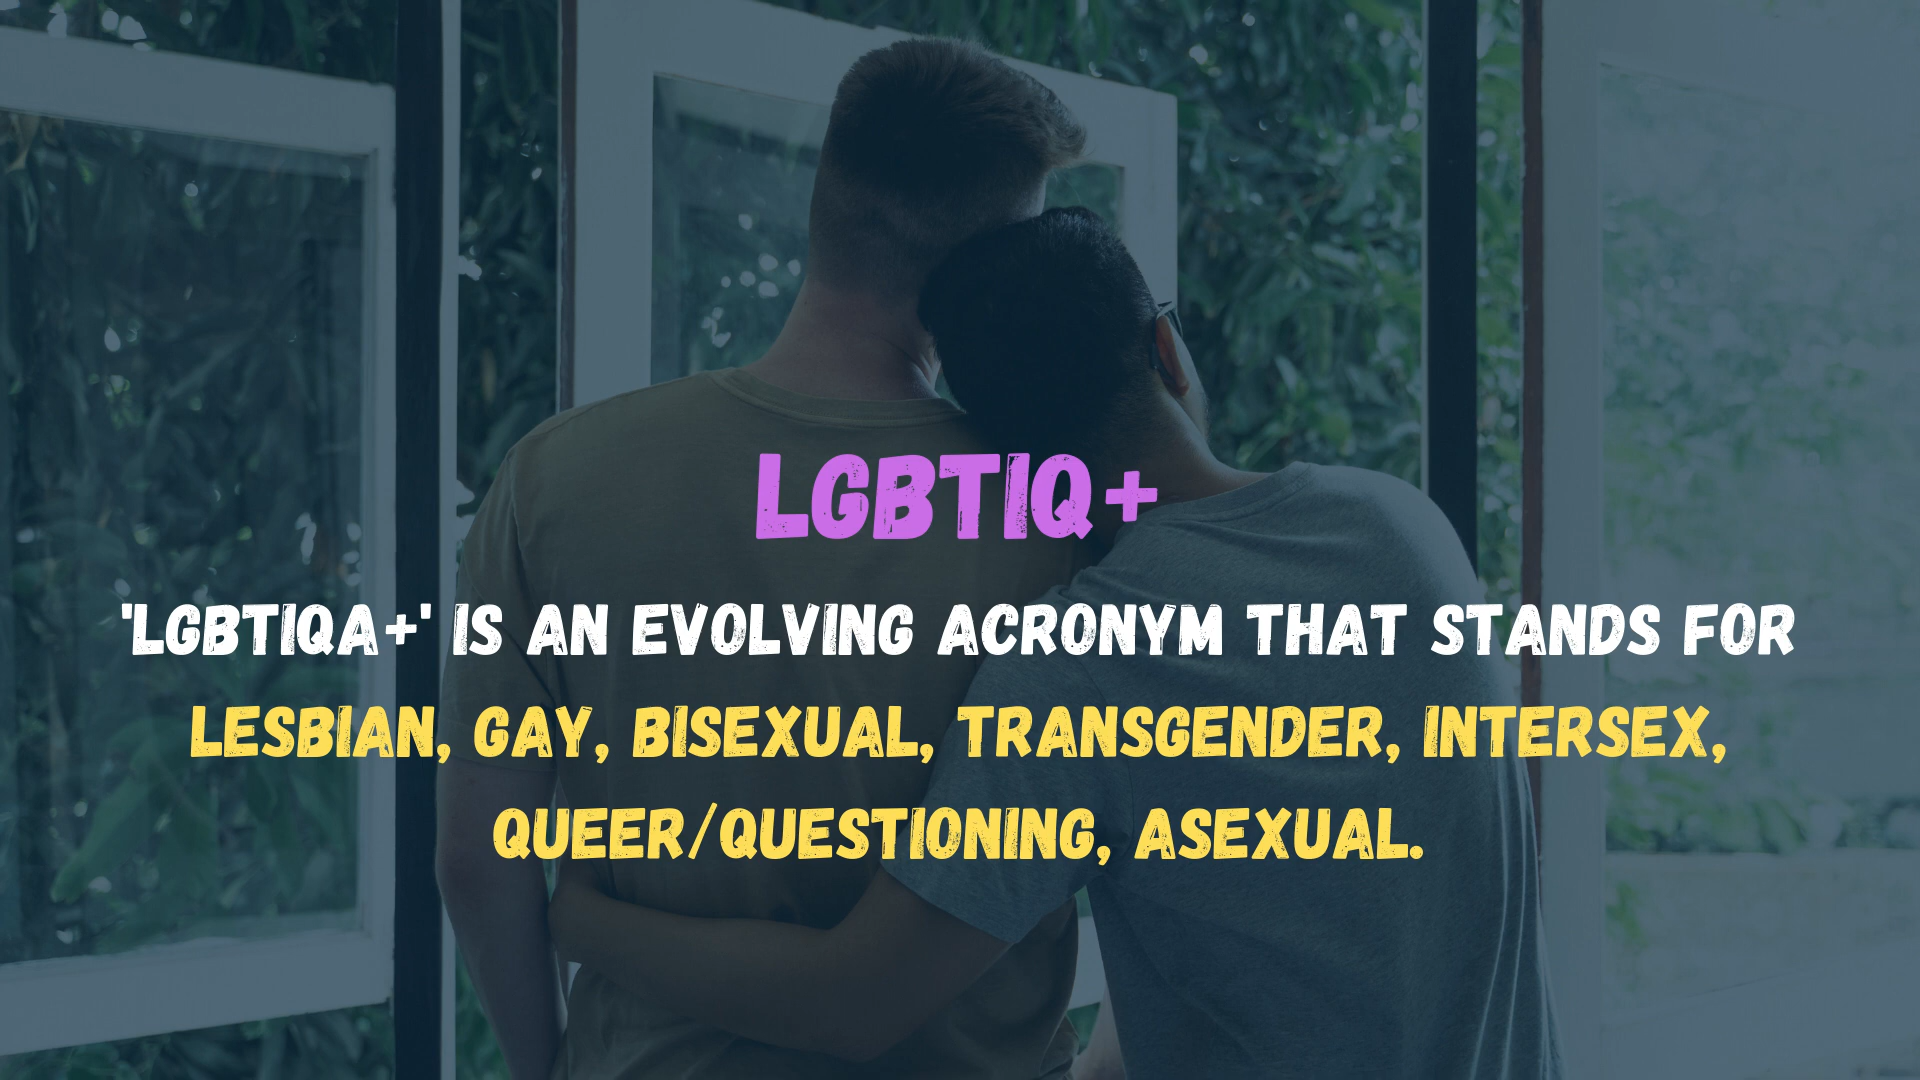 LGBTIQ+
'LGBTIQA+' IS AN EVOLVING ACRONYM THAT STANDS FOR
LESBIAN, GAY, BISEXUAL, TRANSGENDER, INTERSEX,
QUEER/QUESTIONING, ASEXUAL.